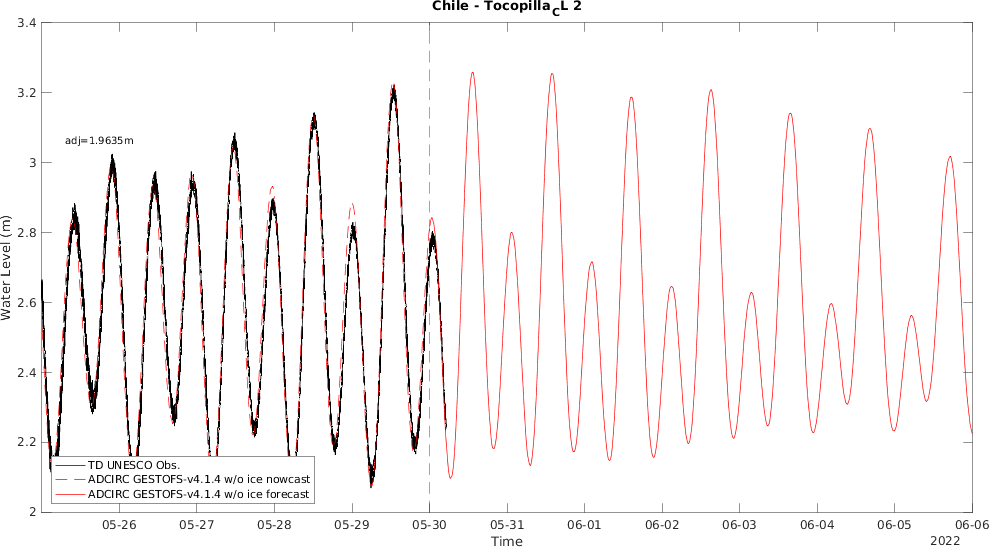 Chile - Tocopilla_CL 2
3.4
3.2
3
2.8
2.6
2.4
2.2
2
Water Level (m)
adj=1.9635m
TD UNESCO Obs.
ADCIRC GESTOFS-v4.1.4 w/o ice nowcast
ADCIRC GESTOFS-v4.1.4 w/o ice forecast
05-26 05-27 05-28 05-29 05-30 05-31 06-01 06-02 06-03 06-04 06-05 06-06
Time
2022